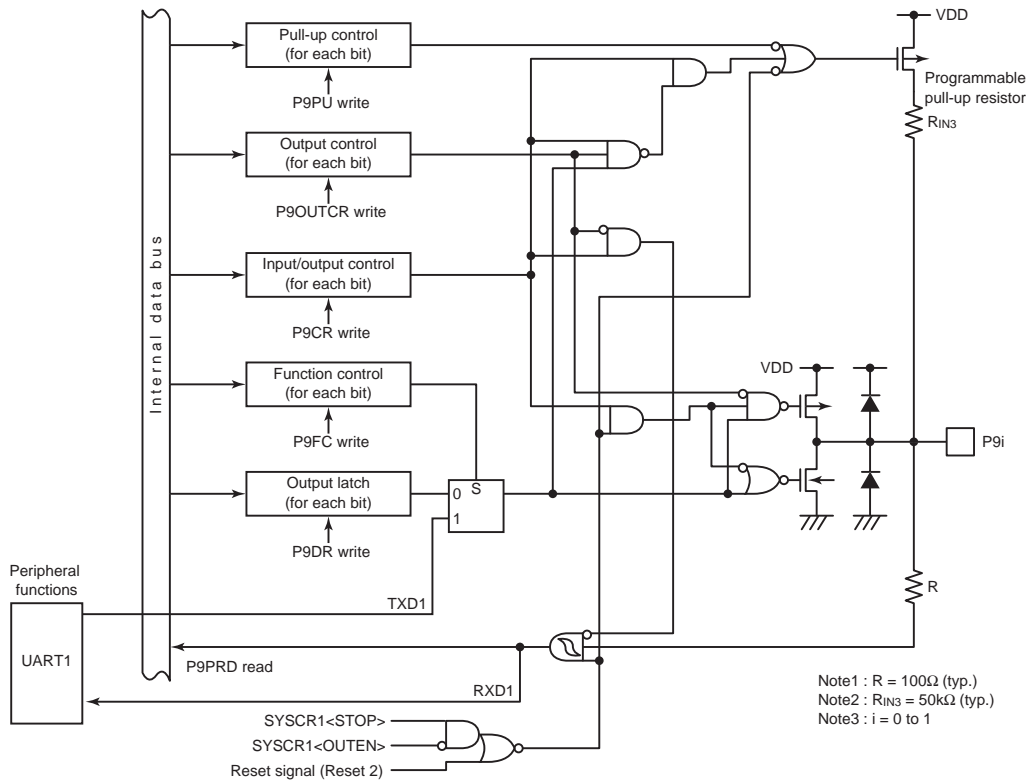 VDD
Pull-up control
(for each bit)
P9PU write
Programmable
pull-up resistor
RIN3
Output control
(for each bit)
P9OUTCR write
Internal data bus
Input/output control
(for each bit)
P9CR write
Function control
(for each bit)
P9FC write
VDD
P9i
Output latch
(for each bit)
P9DR write
S
0
1
Peripheral
functions
UART1
TXD1
R
P9PRD read
RXD1
SYSCR1<STOP>
SYSCR1<OUTEN>
Reset signal (Reset 2)
Note1 : R = 100Ω (typ.)
Note2 : RIN3 = 50kΩ (typ.)
Note3 : i = 0 to 1